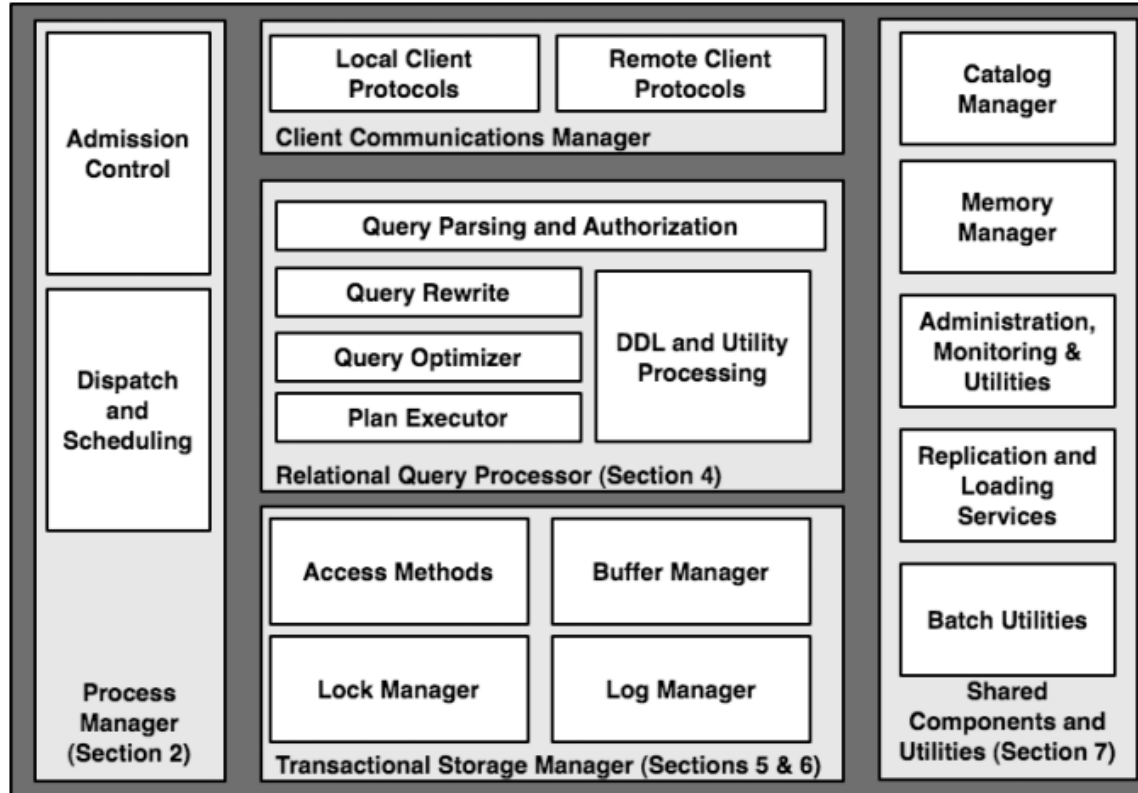 Admission
Control
Dispatch
and
Scheduling
Process
Manager
(Section 2)
Local Client
Protocols
Remote Client
Protocols
Client Communications Manager
Query Parsing and Authorization
Query Rewrite
Query Optimizer
Plan Executor
DDL and Utility
Processing
Relational Query Processor (Section 4)
Access Methods
Buffer Manager
Lock Manager
Log Manager
Transactional Storage Manager (Sections 5 & 6)
Catalog
Manager
Memory
Manager
Administration,
Monitoring &
Utilities
Replication and
Loading
Services
Batch Utilities
Shared
Components and
Utilities (Section 7)